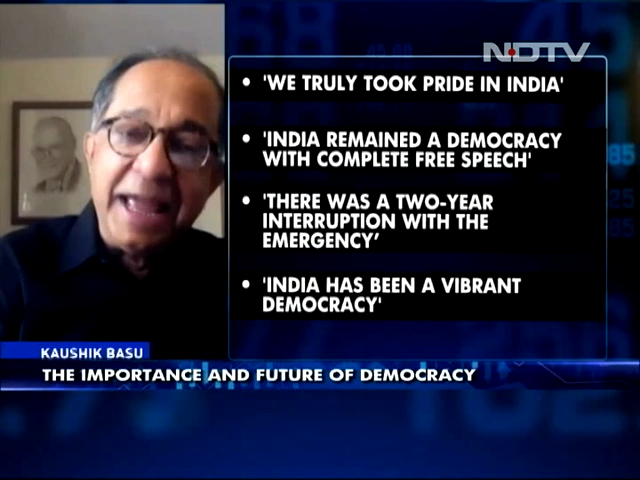 NDTV
• 'WE TRULY TOOK PRIDE IN INDIA'
• 'INDIA REMAINED A DEMOCRACY
WITH COMPLETE FREE SPEECH'
• 'THERE WAS A TWO-YEAR
INTERRUPTION WITH THE
EMERGENCY’
• 'INDIA HAS BEEN A VIBRANT
DEMOCRACY'
KAUSHIK BASU
THE IMPORTANCE AND FUTURE OF DEMOCRACY